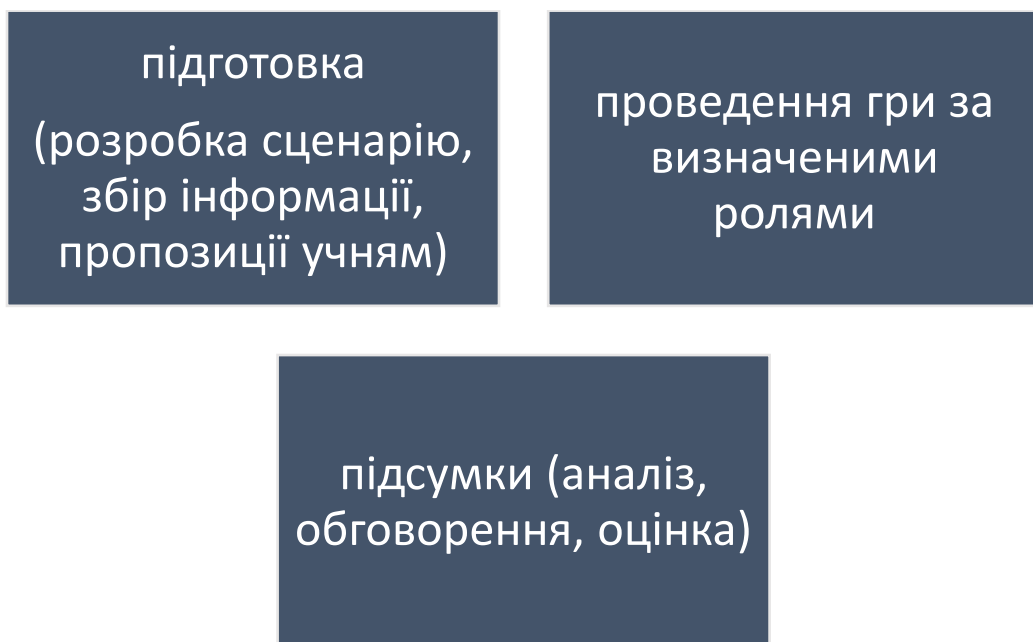 підготовка
(розробка сценарію,
збір інформації,
пропозиції учням)
проведення гри за
визначеними
ролями
підсумки (аналіз,
обговорення, оцінка)